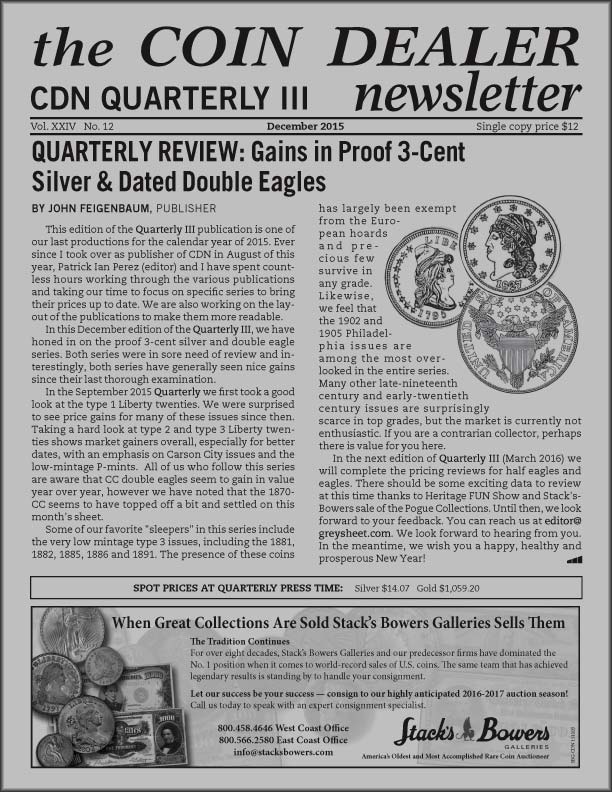 the COIN DEALER
CDN QUARTERLY III newsletter
Vol. XXIV No. 12 December 2015 Single copy price $12
QUARTERLY REVIEW: Gains in Proof 3-Cent
Silver & Dated Double Eagles
BY JOHN FEIGENBAUM, PUBLISHER
This edition of the Quarterly III publication is one of
our last productions for the calendar year of 2015. Ever
since I took over as publisher of CDN in August of this
year, Patrick Ian Perez (editor) and I have spent count-
less hours working through the various publications
and taking our time to focus on specific series to bring
their prices up to date. We are also working on the lay-
out of the publications to make them more readable.
In this December edition of the Quarterly III, we have
honed in on the proof 3-cent silver and double eagle
series. Both series were in sore need of review and in-
terestingly, both series have generally seen nice gains
since their last thorough examination.
In the September 2015 Quarterly we first took a good
look at the type 1 Liberty twenties. We were surprised
to see price gains for many of these issues since then.
Taking a hard look at type 2 and type 3 Liberty twen-
ties shows market gainers overall, especially for better
dates, with an emphasis on Carson City issues and the
low-mintage P-mints. All of us who follow this series
are aware that CC double eagles seem to gain in value
year over year, however we have noted that the 1870-
CC seems to have topped off a bit and settled on this
month's sheet.
Some of our favorite "sleepers" in this series include
the very low mintage type 3 issues, including the 1881,
1882, 1885, 1886 and 1891. The presence of these coins
has largely been exempt
from the Euro-
pean hoards
and pre-
cious few
survive in
any grade.
Likewise,
we feel that
the 1902 and
1905 Philadel-
phia issues are
among the most over-
looked in the entire series.
Many other late-nineteenth
century and early-twentieth
century issues are surprisingly
scarce in top grades, but the market is currently not
enthusiastic. If you are a contrarian collector, perhaps
there is value for you here.
In the next edition of Quarterly III (March 2016) we
will complete the pricing reviews for half eagles and
eagles. There should be some exciting data to review
at this time thanks to Heritage FUN Show and Stack's-
Bowers sale of the Pogue Collections. Until then, we look
forward to your feedback. You can reach us at editor@
greysheet.com. We look forward to hearing from you.
In the meantime, we wish you a happy, healthy and
prosperous New Year!
LIBE
1795
1827
UNITED STATES OF AMERICA
SPOT PRICES AT QUARTERLY PRESS TIME: Silver $14.07 Gold $1,059.20
When Great Collections Are Sold Stack's Bowers Galleries Sells Them
The Tradition Continues
For over eight decades, Stack's Bowers Galleries and our predecessor firms have dominated the
No. 1 position when it comes to world-record sales of U.S. coins. The same team that has achieved
legendary results is standing by to handle your consignment.
Let our success be your success — consign to our highly anticipated 2016-2017 auction season!
Call us today to speak with an expert consignment specialist.
800.458.4646 West Coast Office
800.566.2580 East Coast Office
info@stacksbowers.com
Stack's Bowers
GALLERIES
America's Oldest and Most Accomplished Rare Coin Auctioneer